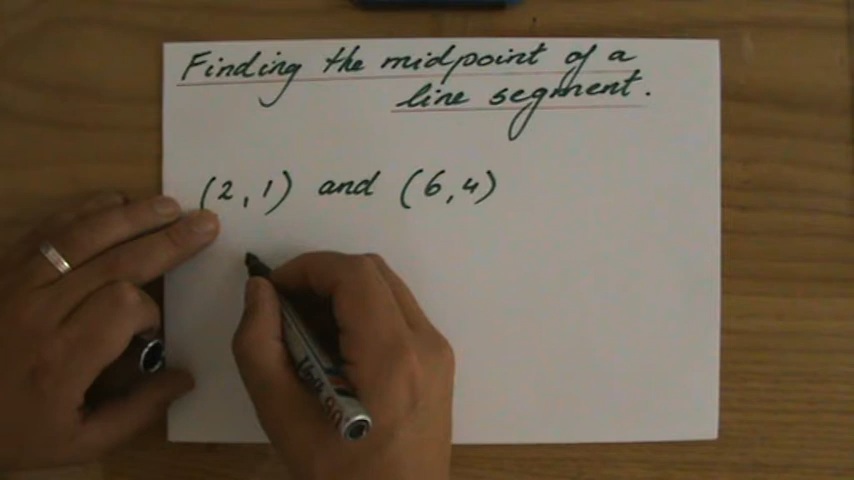 Finding the midpoint of a
line segment.
(2,1) and (6,4)